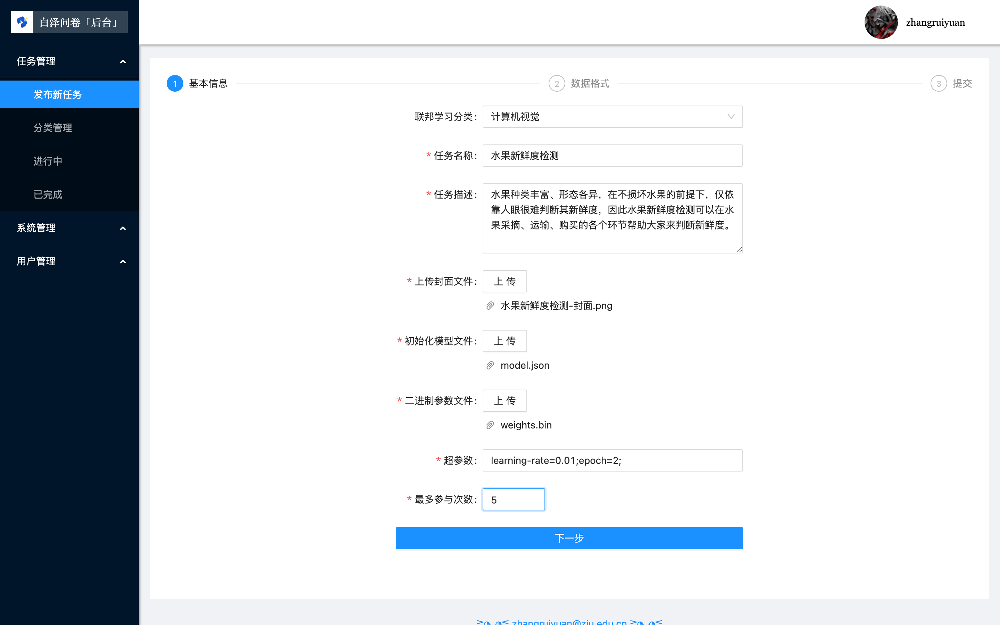 白泽问卷「后台」
zhangruiyuan
任务管理
发布新任务
分类管理
进行中
已完成
系统管理
用户管理
1 基本信息
2 数据格式
3 提交
联邦学习分类: 计算机视觉
* 任务名称: 水果新鲜度检测
* 任务描述: 水果种类丰富、形态各异，在不损坏水果的前提下，仅依
靠人眼很难判断其新鲜度，因此水果新鲜度检测可以在水
果采摘、运输、购买的各个环节帮助大家来判断新鲜度。
* 上传封面文件: 上 传
水果新鲜度检测-封面.png
* 初始化模型文件: 上 传
model.json
* 二进制参数文件: 上 传
weights.bin
* 超参数: learning-rate=0.01;epoch=2;
* 最多参与次数: 5
下一步
zhangruiyuan@zju.edu.cn